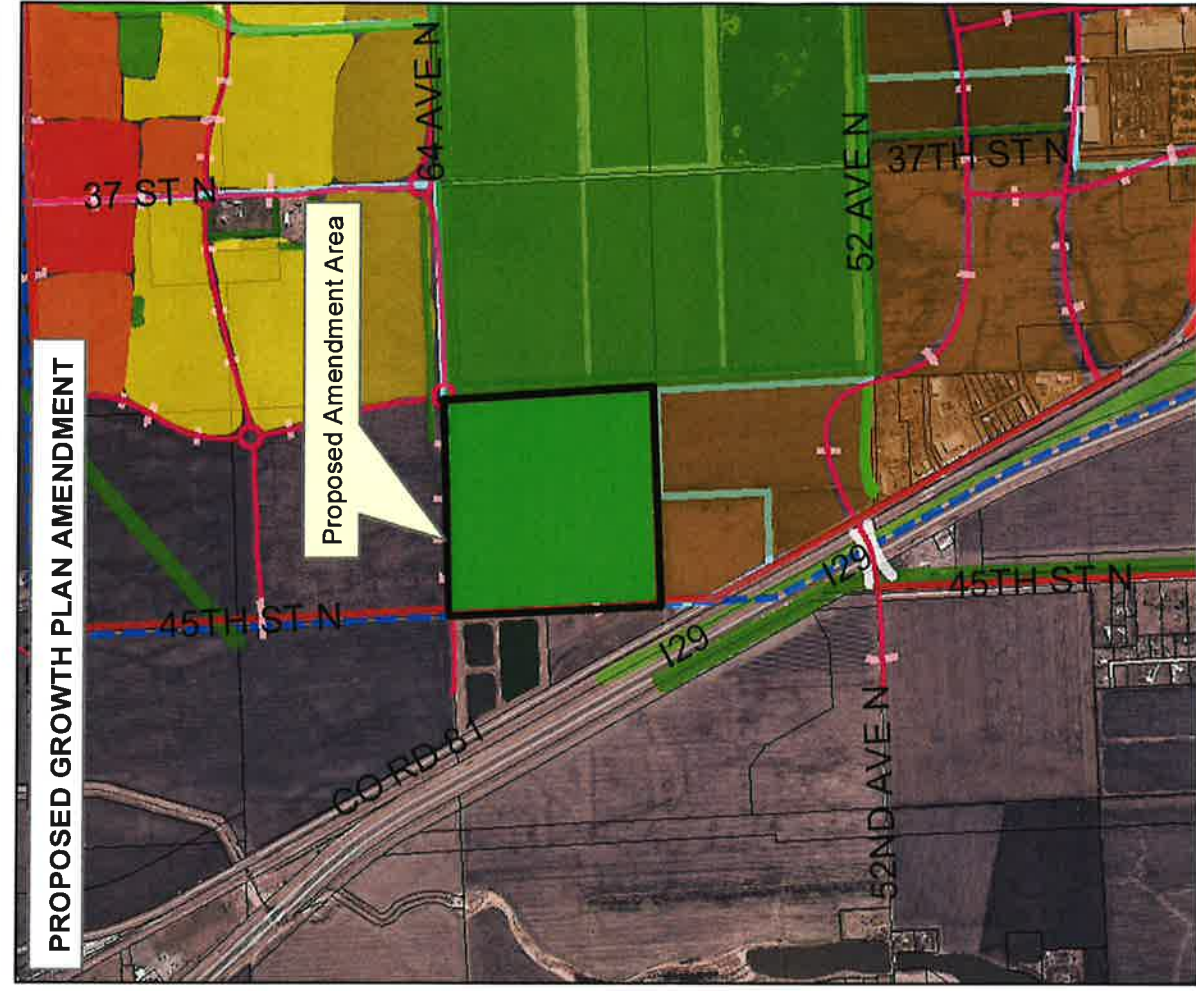 PROPOSED GROWTH PLAN AMENDMENT
Proposed Amendment Area
37 ST N
64 AVE N
52 AVE N
37TH ST N
45TH ST N
I29
I29
45TH ST N
CO RD 81
52ND AVE N